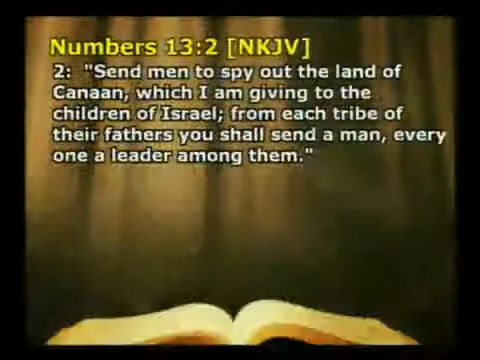 Numbers 13:2 [NKJV]
2: "Send men to spy out the land of
Canaan, which I am giving to the
children of Israel; from each tribe of
their fathers you shall send a man, every
one a leader among them."